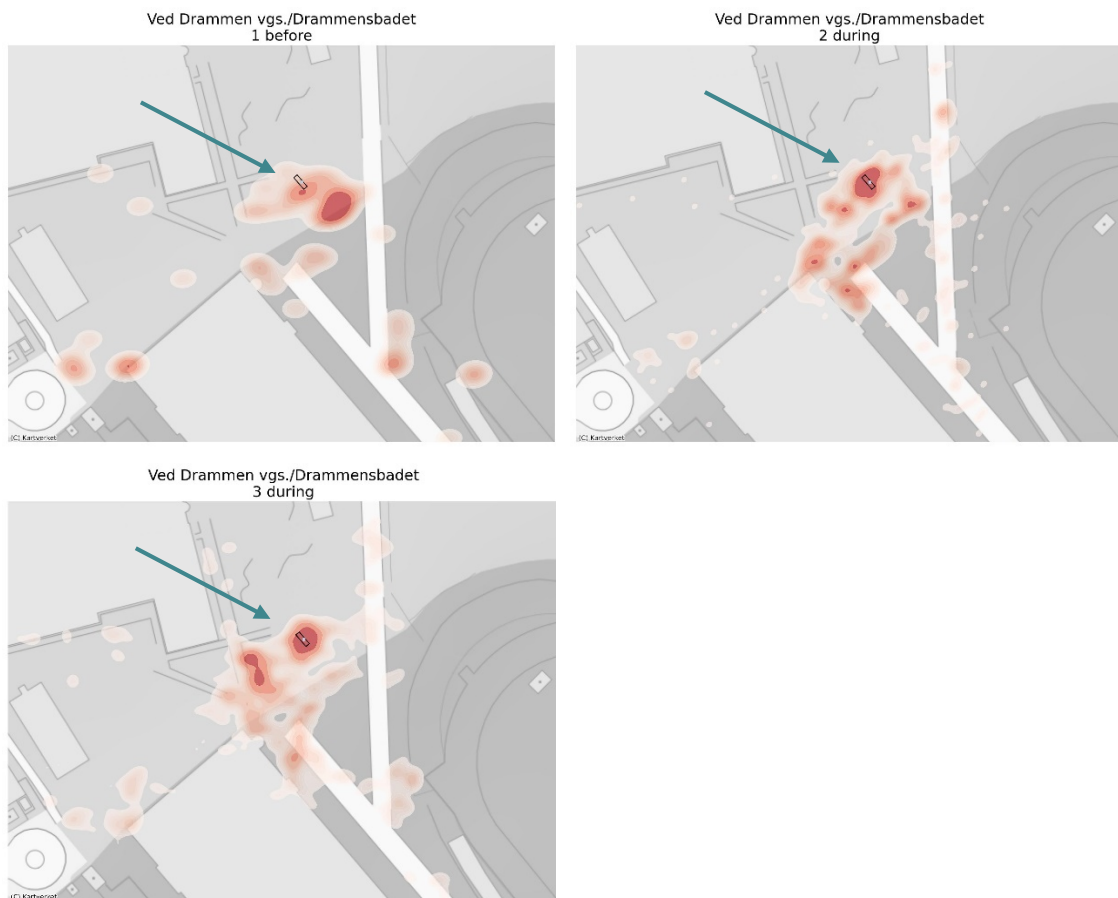 Ved Drammen vgs./Drammensbadet
1 before
Ved Drammen vgs./Drammensbadet
2 during
(C) Kartverket
(C) Kartverket
Ved Drammen vgs./Drammensbadet
3 during
(C) Kartverket